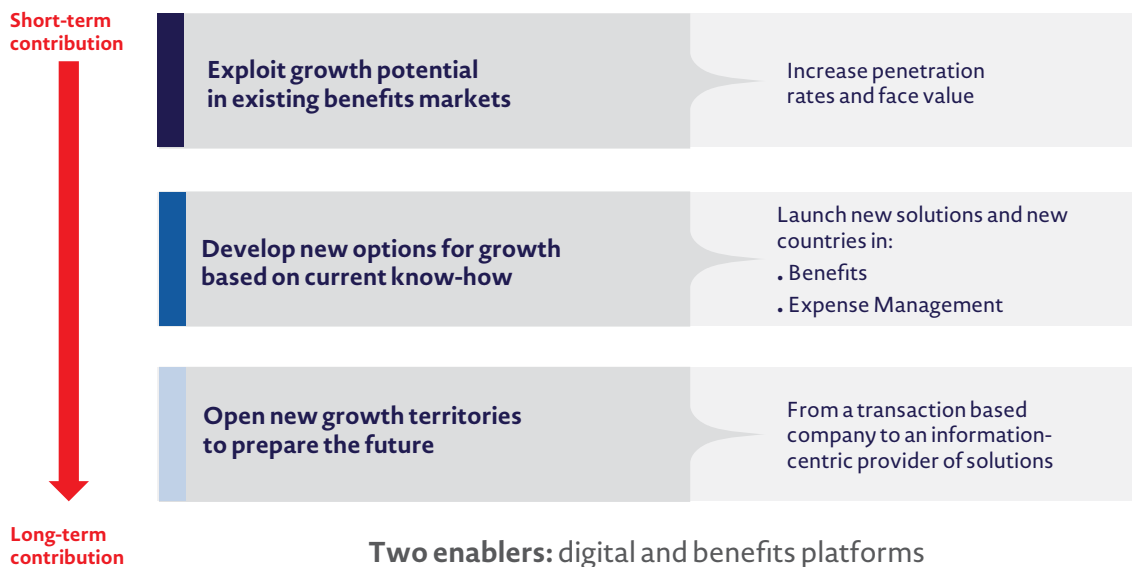 Short-term
contribution
Exploit growth potential
in existing benefits markets
Increase penetration
rates and face value
Develop new options for growth
based on current know-how
Launch new solutions and new
countries in:
. Benefits
. Expense Management
Open new growth territories
to prepare the future
From a transaction based
company to an information-
centric provider of solutions
Long-term
contribution
Two enablers: digital and benefits platforms